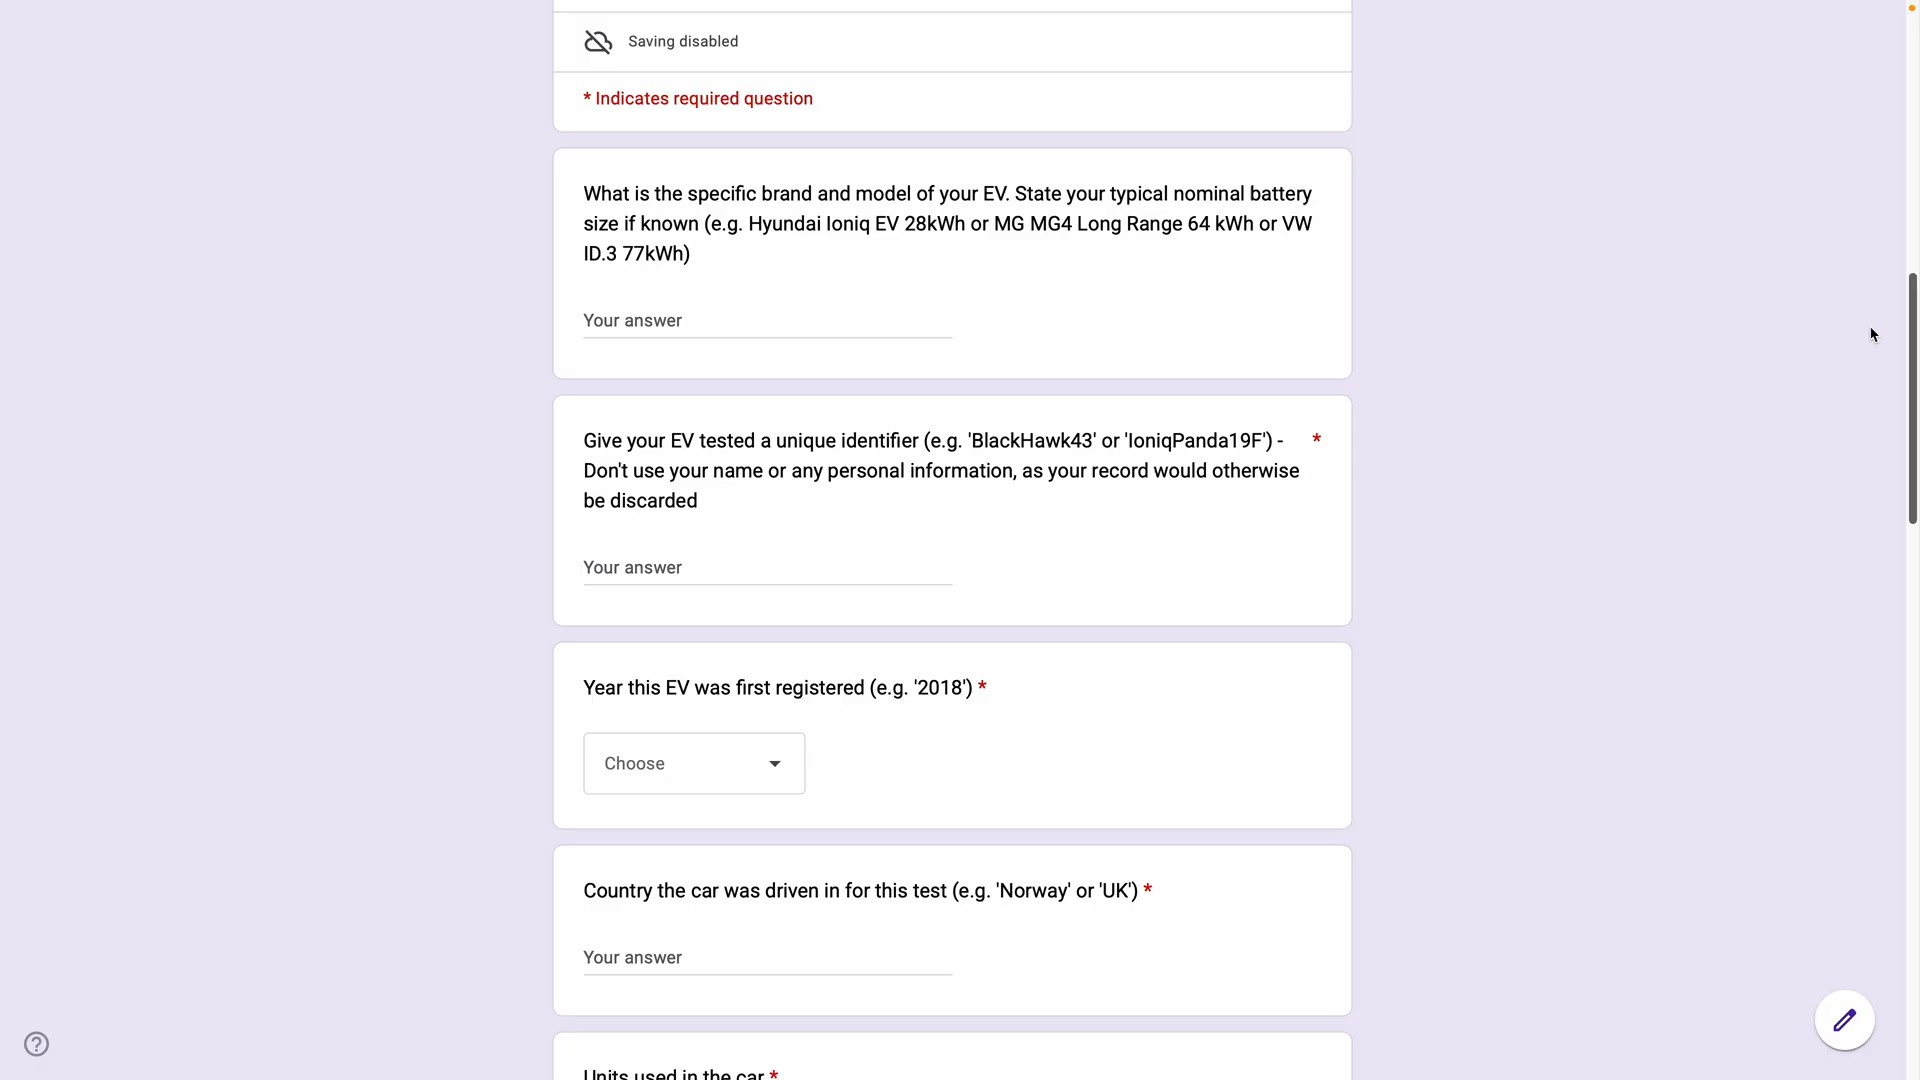 Saving disabled
* Indicates required question
What is the specific brand and model of your EV. State your typical nominal battery
size if known (e.g. Hyundai Ioniq EV 28kWh or MG MG4 Long Range 64 kWh or VW
ID.3 77kWh)
Your answer
Give your EV tested a unique identifier (e.g. 'BlackHawk43' or 'IoniqPanda19F') - *
Don't use your name or any personal information, as your record would otherwise
be discarded
Your answer
Year this EV was first registered (e.g. '2018') *
Choose
Country the car was driven in for this test (e.g. 'Norway' or 'UK') *
Your answer
Units used in the car *